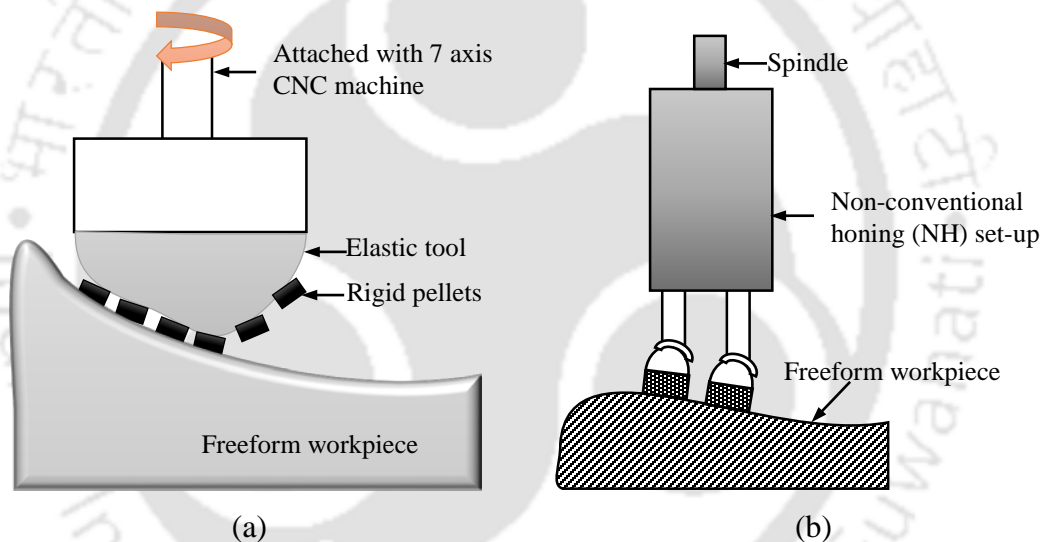 Attached with 7 axis
CNC machine
Elastic tool
Rigid pellets
Freeform workpiece
(a)
Spindle
Non-conventional
honing (NH) set-up
Freeform workpiece
(b)